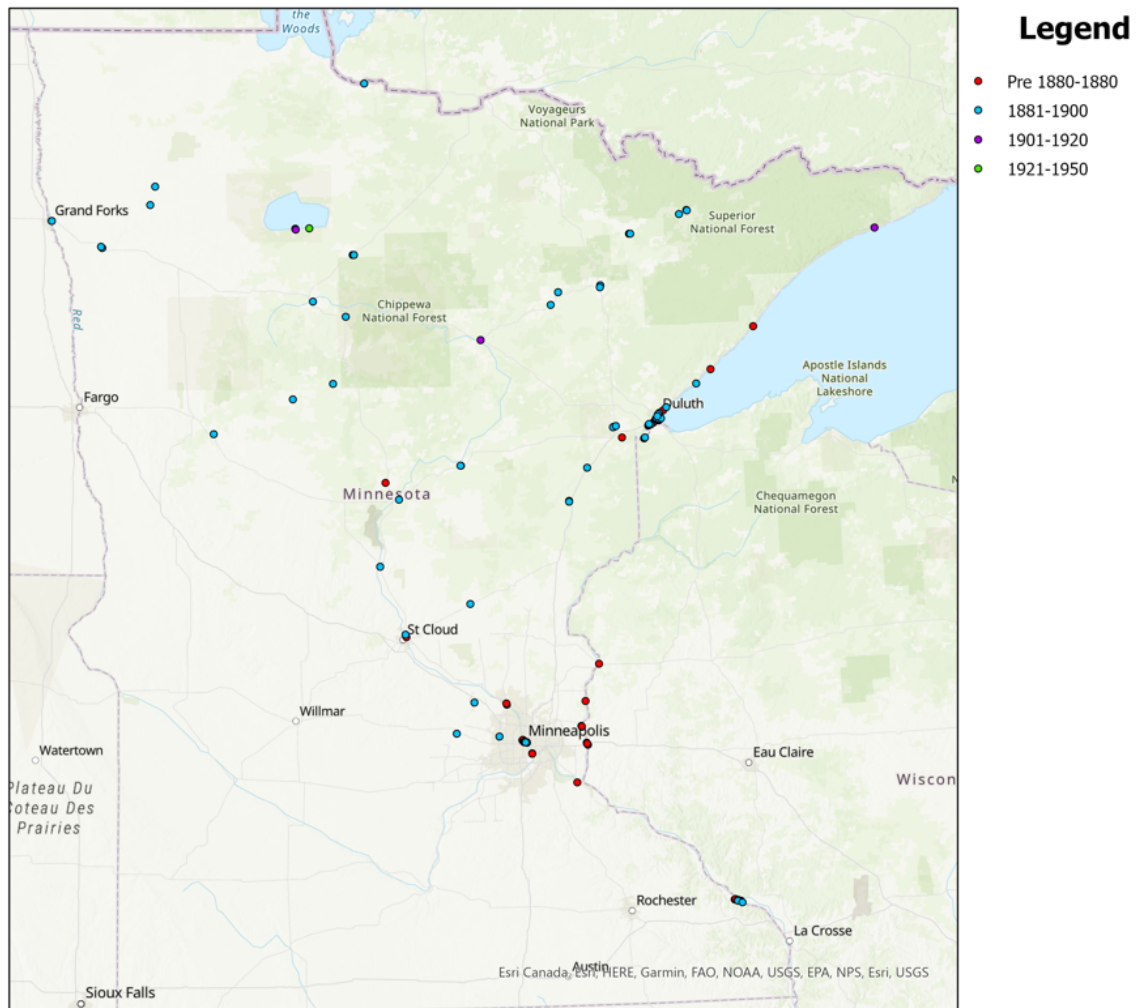 Legend
Pre 1880-1880
1881-1900
1901-1920
1921-1950
the
Woods
Voyageurs
National Park
Grand Forks
Superior
National Forest
Chippewa
National Forest
Red
Apostle Islands
National
Lakeshore
Fargo
Duluth
Minnesota
Chequamegon
National Forest
N
St Cloud
Willmar
Minneapolis
Watertown
Eau Claire
Wiscon
Plateau Du
Coteau Des
Prairies
Rochester
La Crosse
Austin
Esri Canada, Esri, HERE, Garmin, FAO, NOAA, USGS, EPA, NPS, Esri, USGS
Sioux Falls